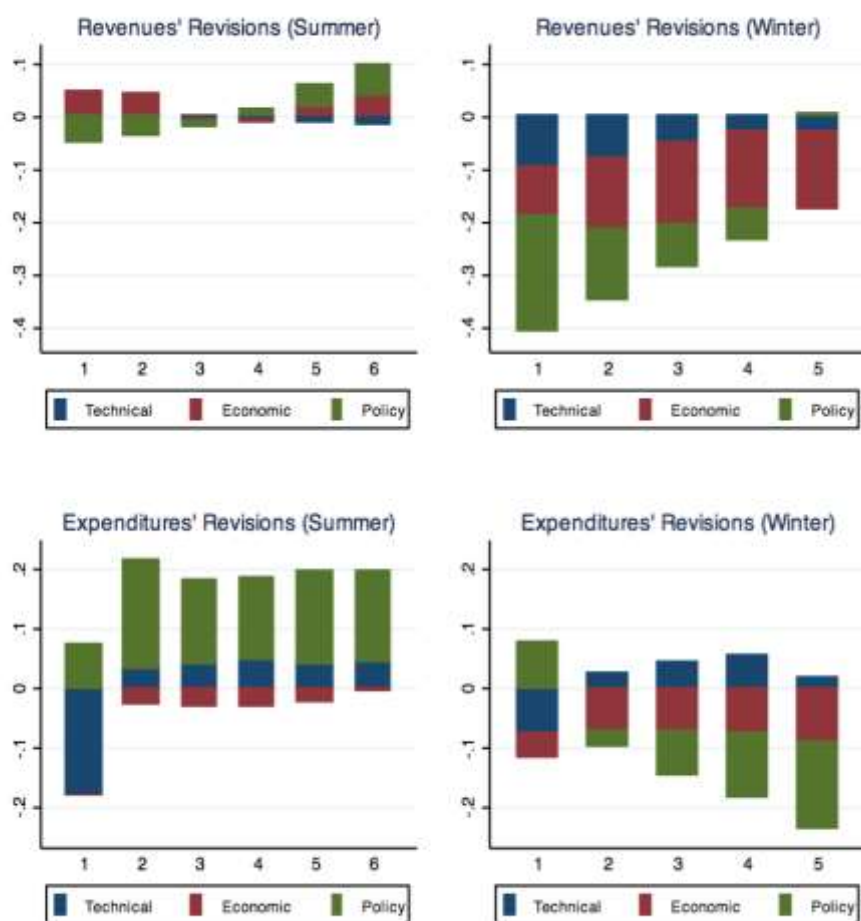 Revenues' Revisions (Summer)
.1
0
-.1
-.2
-.3
-.4
1 2 3 4 5 6
Technical Economic Policy
Revenues' Revisions (Winter)
.1
0
-.1
-.2
-.3
-.4
1 2 3 4 5
Technical Economic Policy
Expenditures' Revisions (Summer)
.2
.1
0
-.1
-.2
1 2 3 4 5 6
Technical Economic Policy
Expenditures' Revisions (Winter)
.2
.1
0
-.1
-.2
1 2 3 4 5
Technical Economic Policy